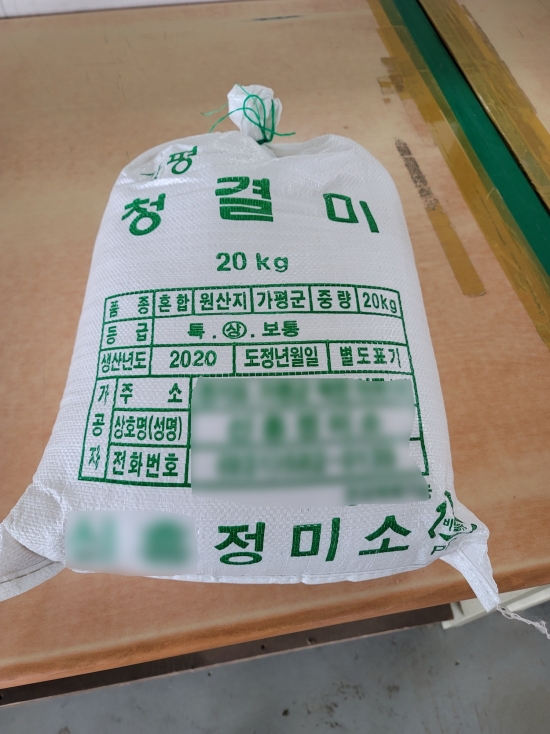 평
청결미
20 kg
품종 혼합 원산지 가평군 중량 20kg
등급 특.상.보통
생산년도 2020 도정년월일 별도표기
가공자
주소
상호명(성명)
전화번호
정미소